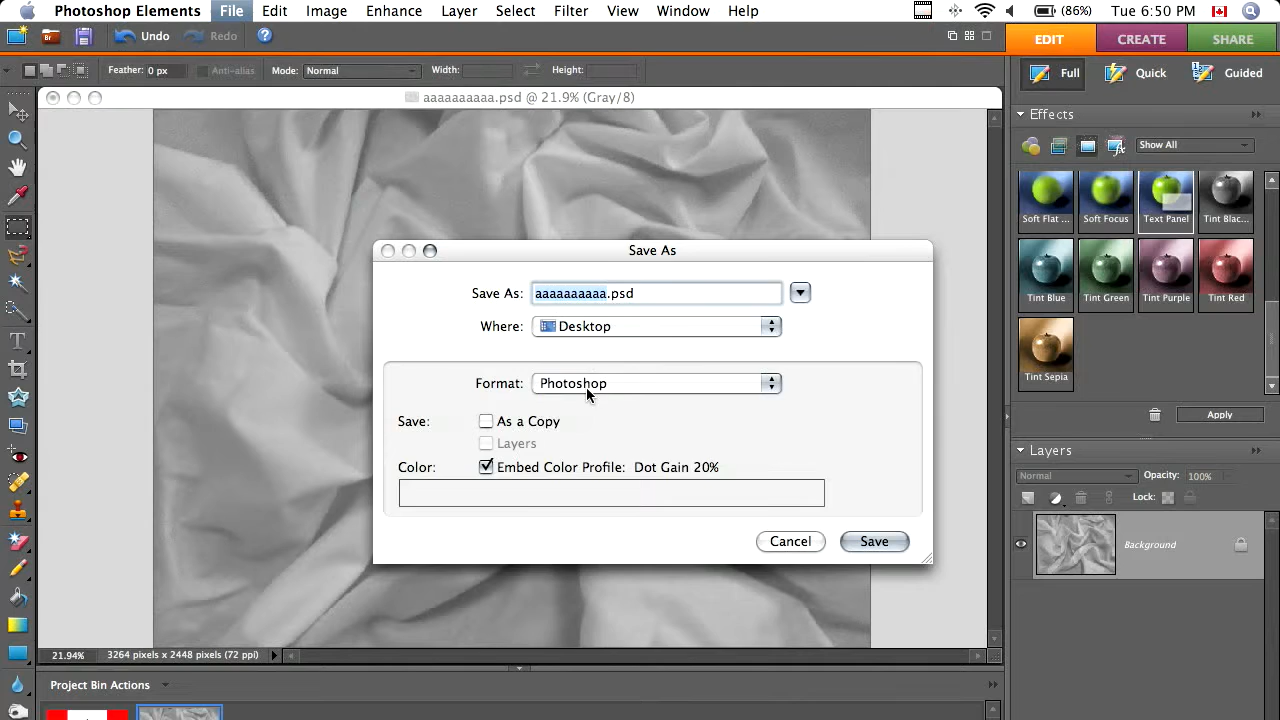 Photoshop Elements File Edit Image Enhance Layer Select Filter View Window Help (86%) Tue 6:50 PM
Br Undo Redo ? EDIT CREATE SHARE
Feather: 0 px Anti-alias Mode: Normal Width: Height: Full Quick Guided
aaaaaaaaaa.psd @ 21.9% (Gray/8)
Effects
Show All
Soft Flat ... Soft Focus Text Panel Tint Blac...
Tint Blue Tint Green Tint Purple Tint Red
Tint Sepia
Apply
Save As
Save As: aaaaaaaaaa.psd
Where: Desktop
Format: Photoshop
Save: As a Copy
Layers
Color: Embed Color Profile: Dot Gain 20%
Cancel Save
Layers
Normal Opacity: 100%
Lock:
Background
21.94% 3264 pixels x 2448 pixels (72 ppi)
Project Bin Actions